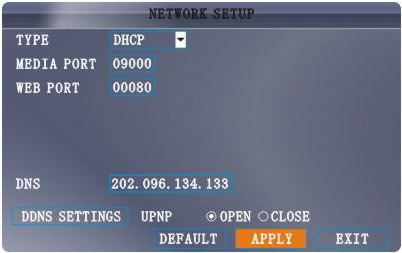 NETWORK SETUP
TYPE DHCP
MEDIA PORT 09000
WEB PORT 00080
DNS 202.096.134.133
DDNS SETTINGS UPNP OPEN CLOSE
DEFAULT APPLY EXIT